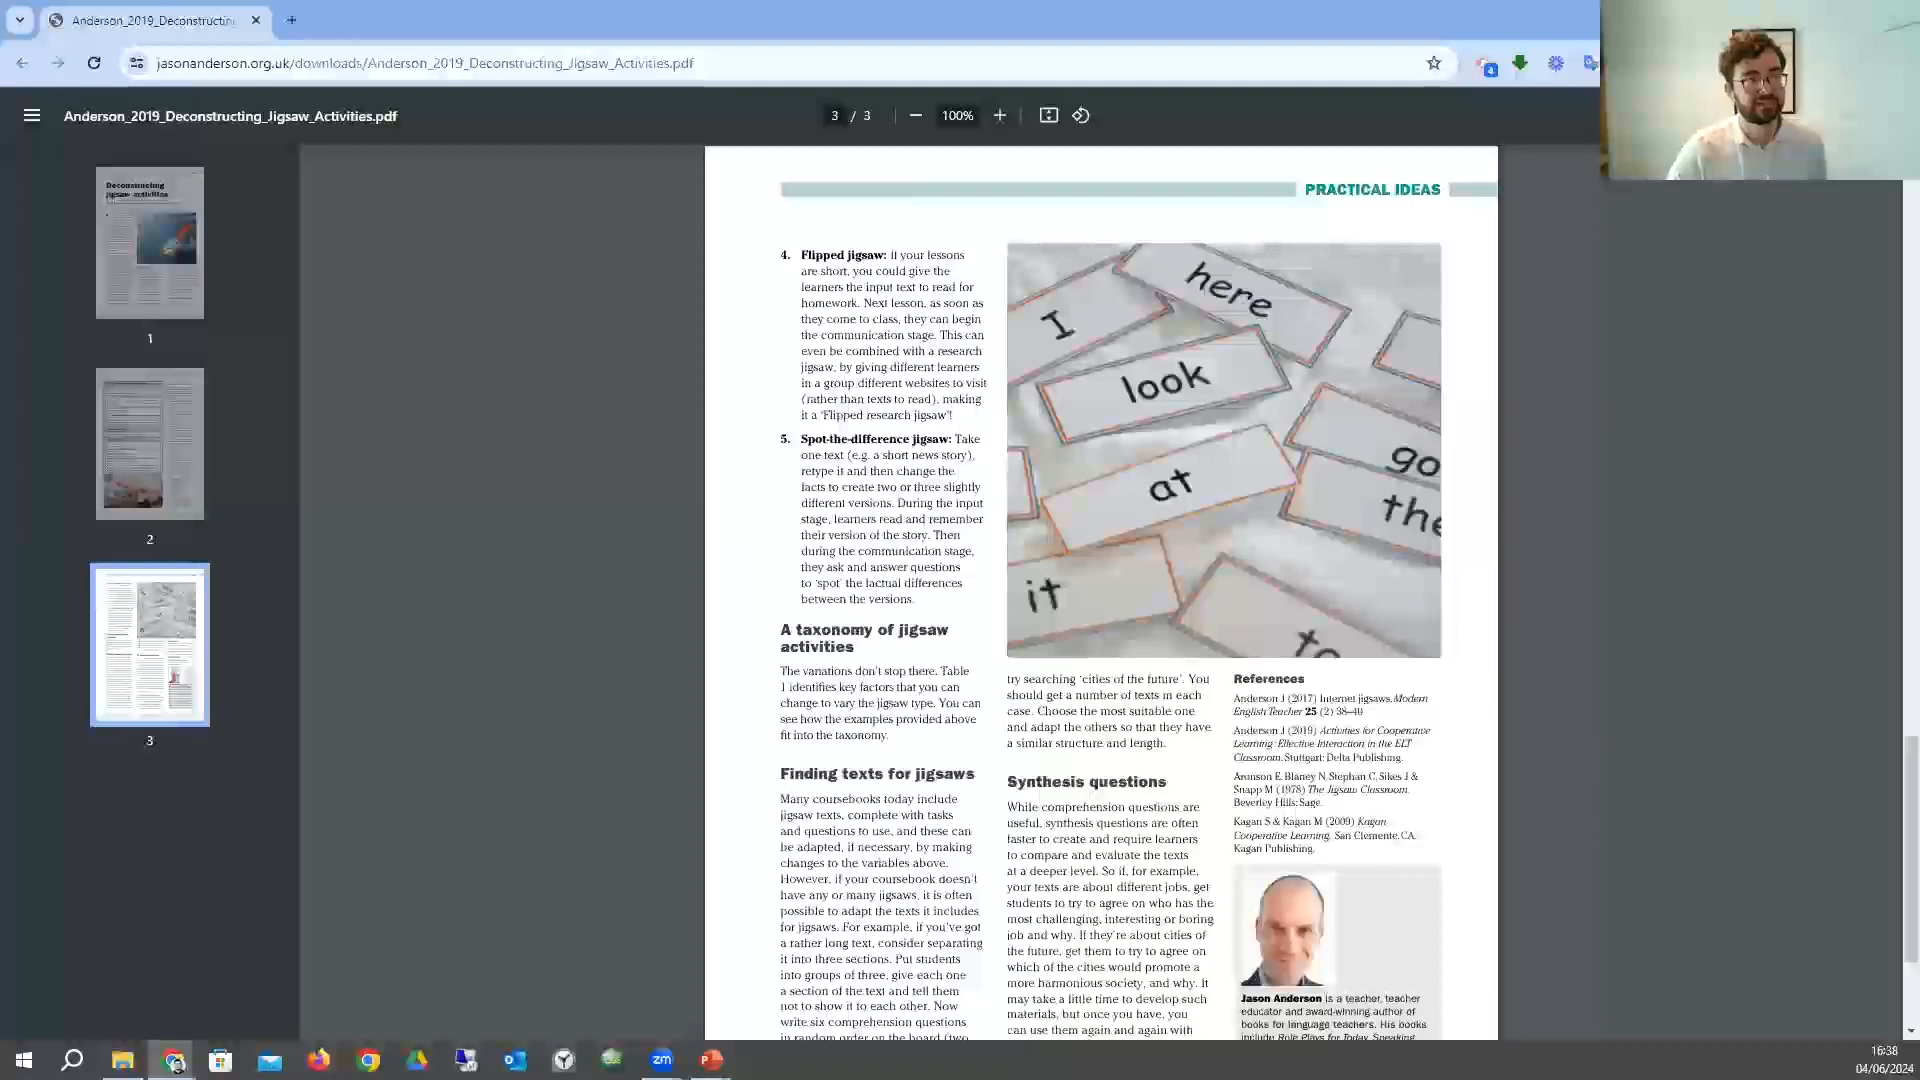 Anderson_2019_Deconstructin
jasonanderson.org.uk/downloads/Anderson_2019_Deconstructing_Jigsaw_Activities.pdf
4
Anderson_2019_Deconstructing_Jigsaw_Activities.pdf
3 / 3
100%
Deconstructing
jigsaw activities
1
2
3
PRACTICAL IDEAS
4. Flipped jigsaw: If your lessons
are short, you could give the
learners the input text to read for
homework. Next lesson, as soon as
they come to class, they can begin
the communication stage. This can
even be combined with a research
jigsaw, by giving different learners
in a group different websites to visit
(rather than texts to read), making
it a 'Flipped research jigsaw'!
5. Spot-the-difference jigsaw: Take
one text (e.g. a short news story),
retype it and then change the
facts to create two or three slightly
different versions. During the input
stage, learners read and remember
their version of the story. Then
during the communication stage,
they ask and answer questions
to 'spot' the factual differences
between the versions.
A taxonomy of jigsaw
activities
The variations don't stop there. Table
1 identifies key factors that you can
change to vary the jigsaw type. You can
see how the examples provided above
fit into the taxonomy.
Finding texts for jigsaws
Many coursebooks today include
jigsaw texts, complete with tasks
and questions to use, and these can
be adapted, if necessary, by making
changes to the variables above.
However, if your coursebook doesn't
have any or many jigsaws, it is often
possible to adapt the texts it includes
for jigsaws. For example, if you've got
a rather long text, consider separating
it into three sections. Put students
into groups of three, give each one
a section of the text and tell them
not to show it to each other. Now
write six comprehension questions
in random order on the board (two
here
I
look
go
at
the
it
to
try searching 'cities of the future'. You
should get a number of texts in each
case. Choose the most suitable one
and adapt the others so that they have
a similar structure and length.
Synthesis questions
While comprehension questions are
useful, synthesis questions are often
faster to create and require learners
to compare and evaluate the texts
at a deeper level. So if, for example,
your texts are about different jobs, get
students to try to agree on who has the
most challenging, interesting or boring
job and why. If they're about cities of
the future, get them to try to agree on
which of the cities would promote a
more harmonious society, and why. It
may take a little time to develop such
materials, but once you have, you
can use them again and again with
References
Anderson J (2017) Internet jigsaws. Modern
English Teacher 25 (2) 38–40
Anderson J (2019) Activities for Cooperative
Learning: Effective Interaction in the ELT
Classroom. Stuttgart: Delta Publishing.
Aronson E, Blaney N, Stephan C, Sikes J &
Snapp M (1978) The Jigsaw Classroom.
Beverley Hills: Sage.
Kagan S & Kagan M (2009) Kagan
Cooperative Learning. San Clemente, CA.
Kagan Publishing.
Jason Anderson is a teacher, teacher
educator and award-winning author of
books for language teachers. His books
include Role Plays for Today, Speaking
zm
16:38
04/06/2024